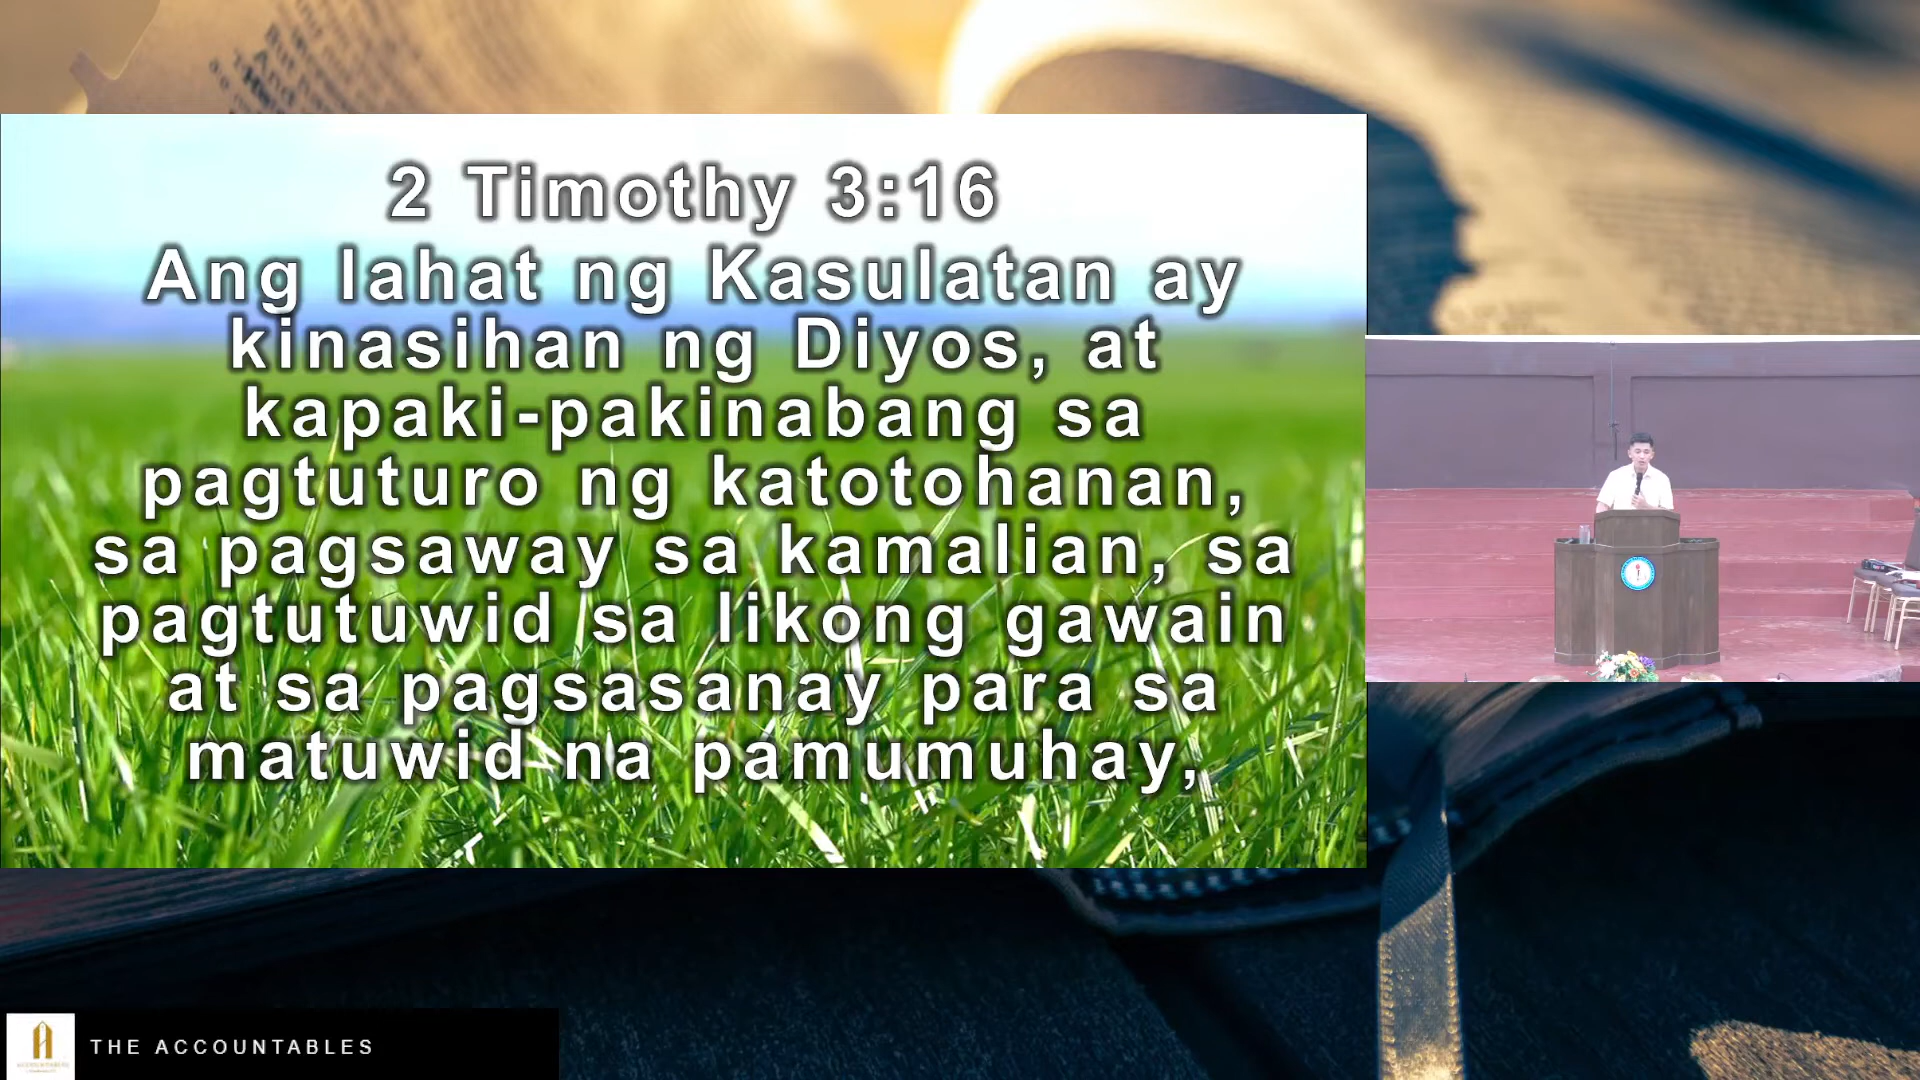 2 Timothy 3:16
Ang lahat ng Kasulatan ay
kinasihan ng Diyos, at
kapaki-pakinabang sa
pagtuturo ng katotohanan,
sa pagsaway sa kamalian, sa
pagtutuwid sa likong gawain
at sa pagsasanay para sa
matuwid na pamumuhay,
THE ACCOUNTABLES